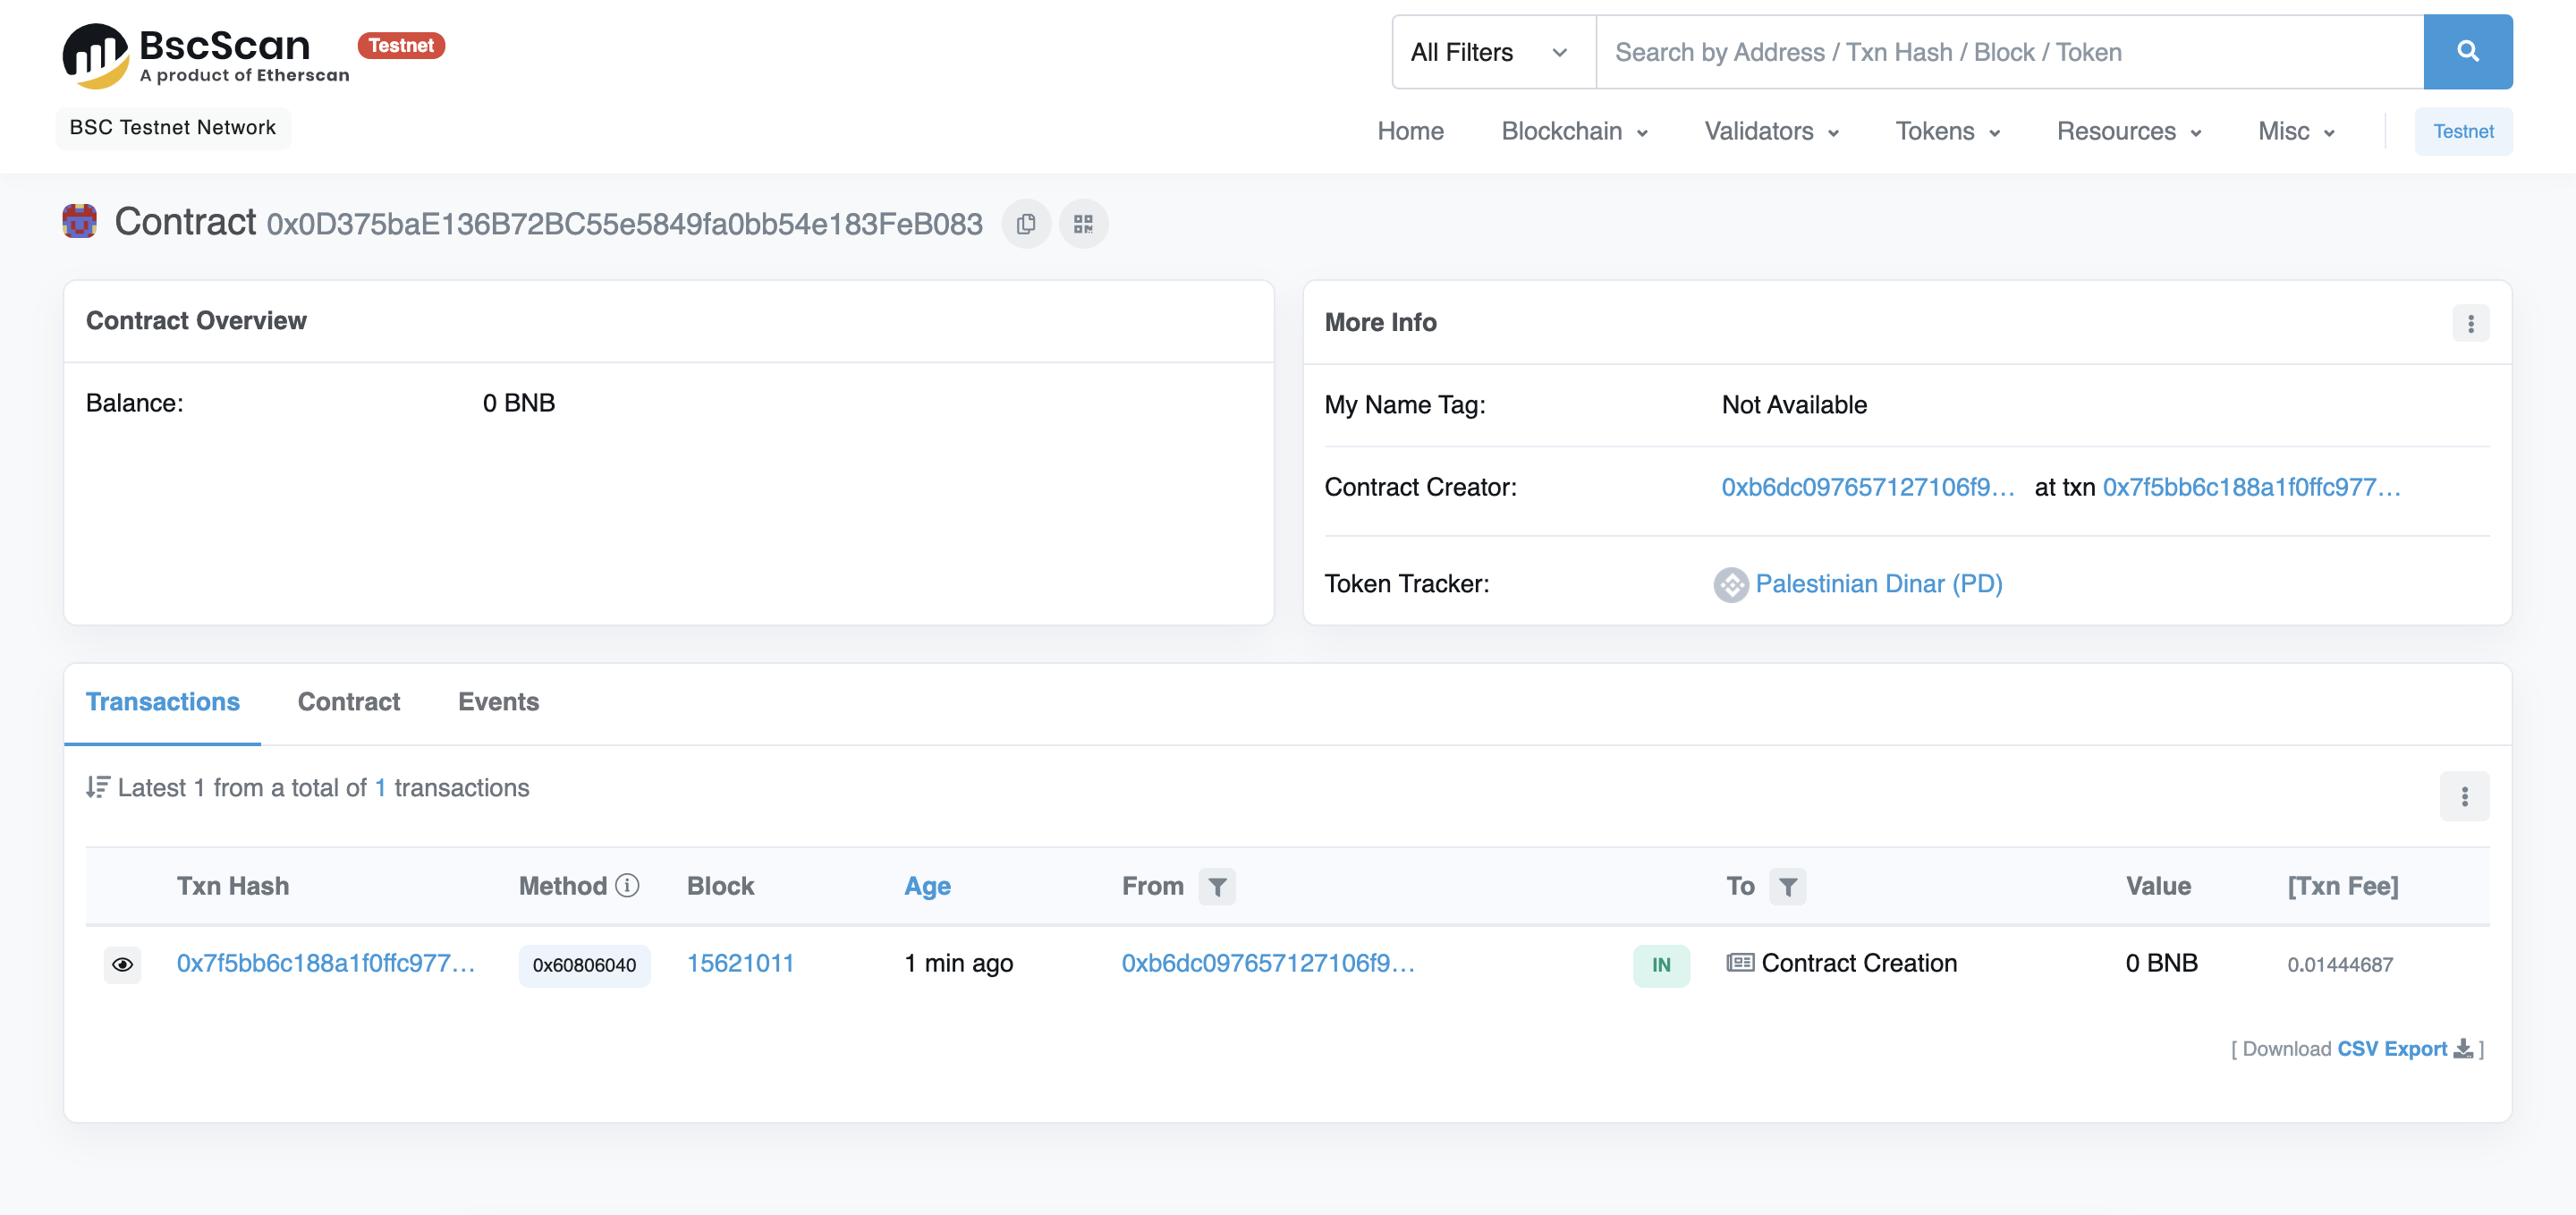 BscScan Testnet
A product of Etherscan
All Filters Search by Address / Txn Hash / Block / Token
BSC Testnet Network
Home Blockchain Validators Tokens Resources Misc Testnet
Contract 0x0D375baE136B72BC55e5849fa0bb54e183FeB083
Contract Overview
Balance: 0 BNB
More Info
My Name Tag: Not Available
Contract Creator: 0xb6dc097657127106f9... at txn 0x7f5bb6c188a1f0ffc977...
Token Tracker: Palestinian Dinar (PD)
Transactions Contract Events
Latest 1 from a total of 1 transactions
Txn Hash Method Block Age From To Value [Txn Fee]
0x7f5bb6c188a1f0ffc977... 0x60806040 15621011 1 min ago 0xb6dc097657127106f9... IN Contract Creation 0 BNB 0.01444687
[ Download CSV Export ]